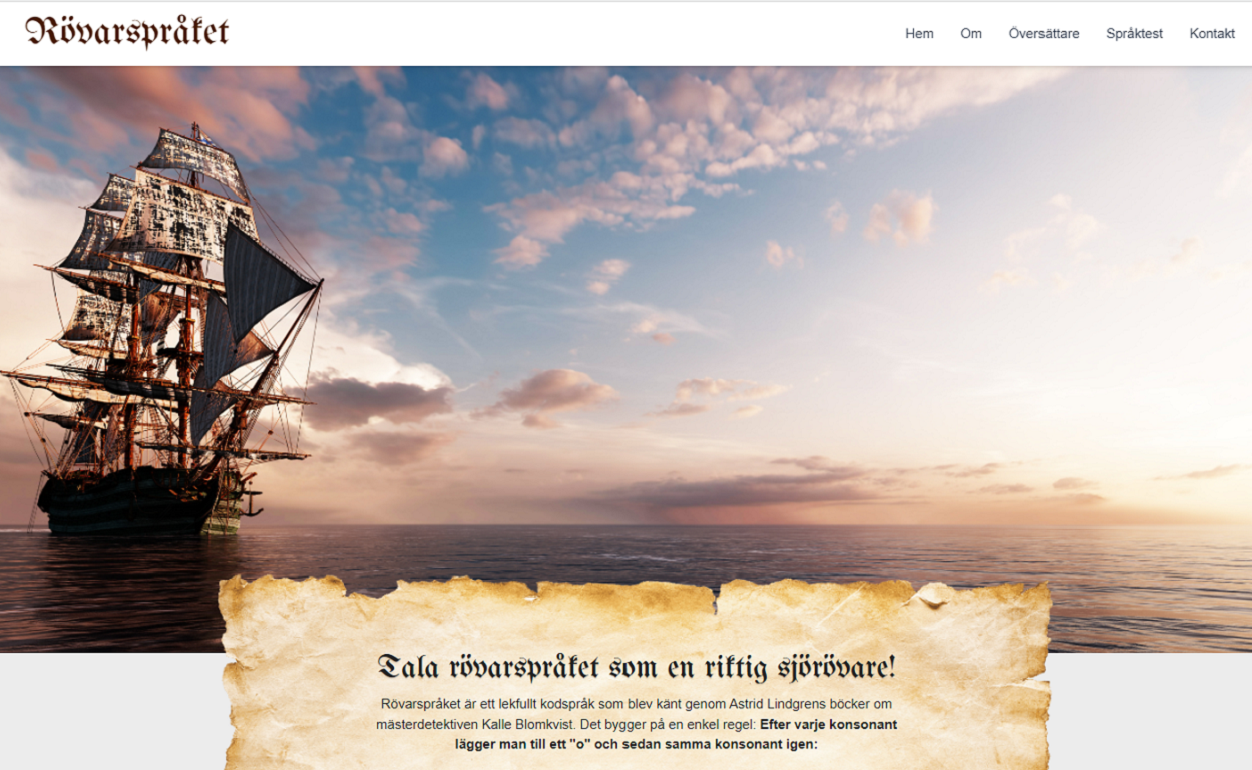 Rövarspråket
Hem Om Översättare Språktest Kontakt
Tala rövarspråket som en riktig sjörövare!
Rövarspråket är ett lekfullt kodspråk som blev känt genom Astrid Lindgrens böcker om
mästerdetektiven Kalle Blomkvist. Det bygger på en enkel regel: Efter varje konsonant
lägger man till ett "o" och sedan samma konsonant igen: